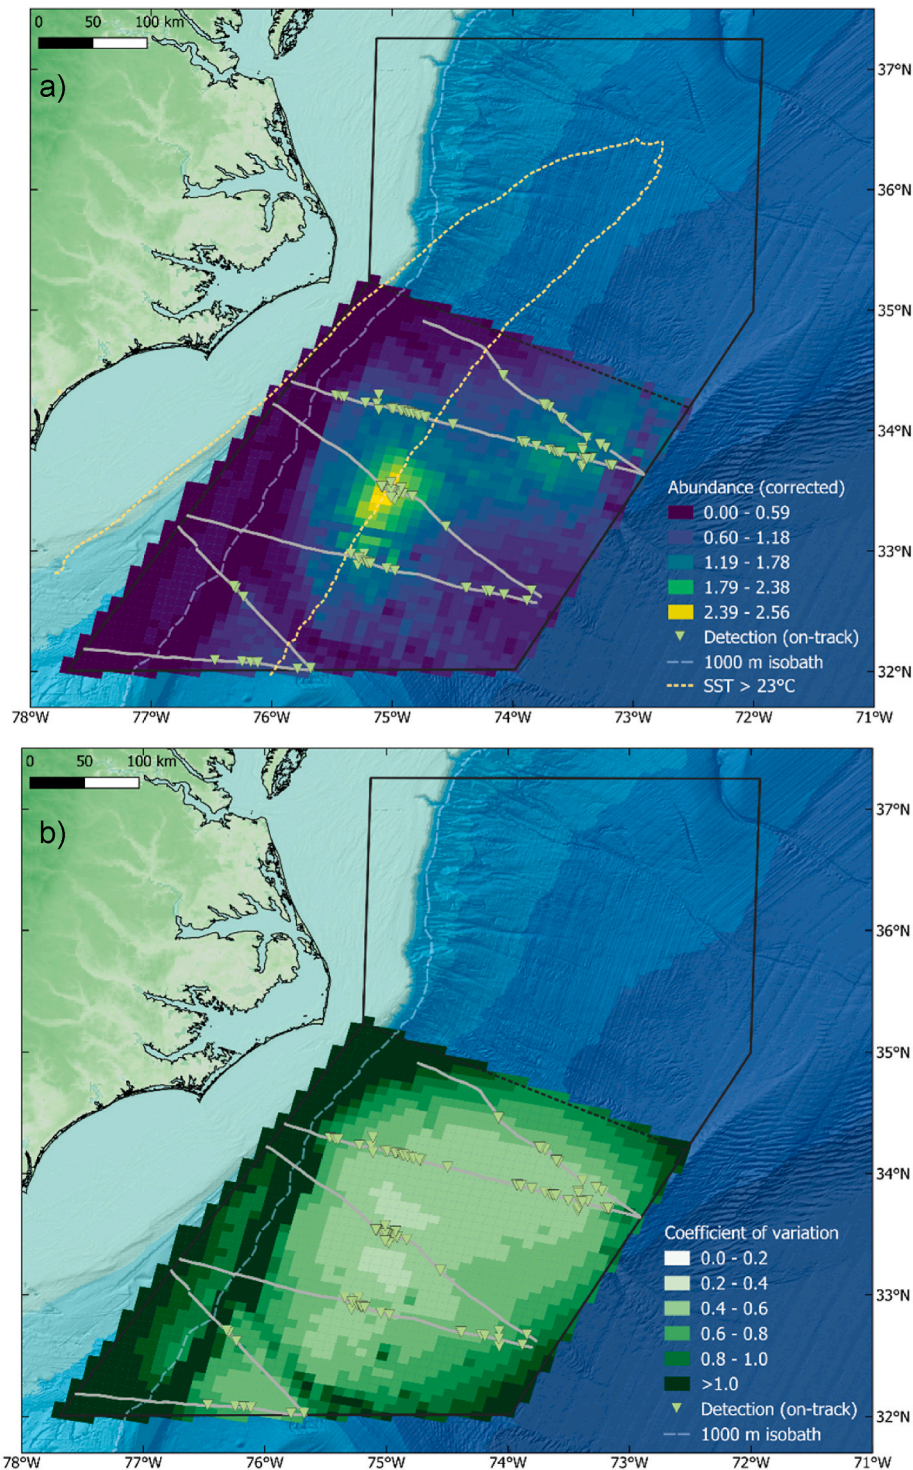 0 50 100 km
a)
37°N
36°N
35°N
34°N
33°N
32°N
Abundance (corrected)
0.00 - 0.59
0.60 - 1.18
1.19 - 1.78
1.79 - 2.38
2.39 - 2.56
Detection (on-track)
1000 m isobath
SST > 23°C
78°W 77°W 76°W 75°W 74°W 73°W 72°W 71°W
0 50 100 km
b)
37°N
36°N
35°N
34°N
33°N
32°N
Coefficient of variation
0.0 - 0.2
0.2 - 0.4
0.4 - 0.6
0.6 - 0.8
0.8 - 1.0
>1.0
Detection (on-track)
1000 m isobath
78°W 77°W 76°W 75°W 74°W 73°W 72°W 71°W